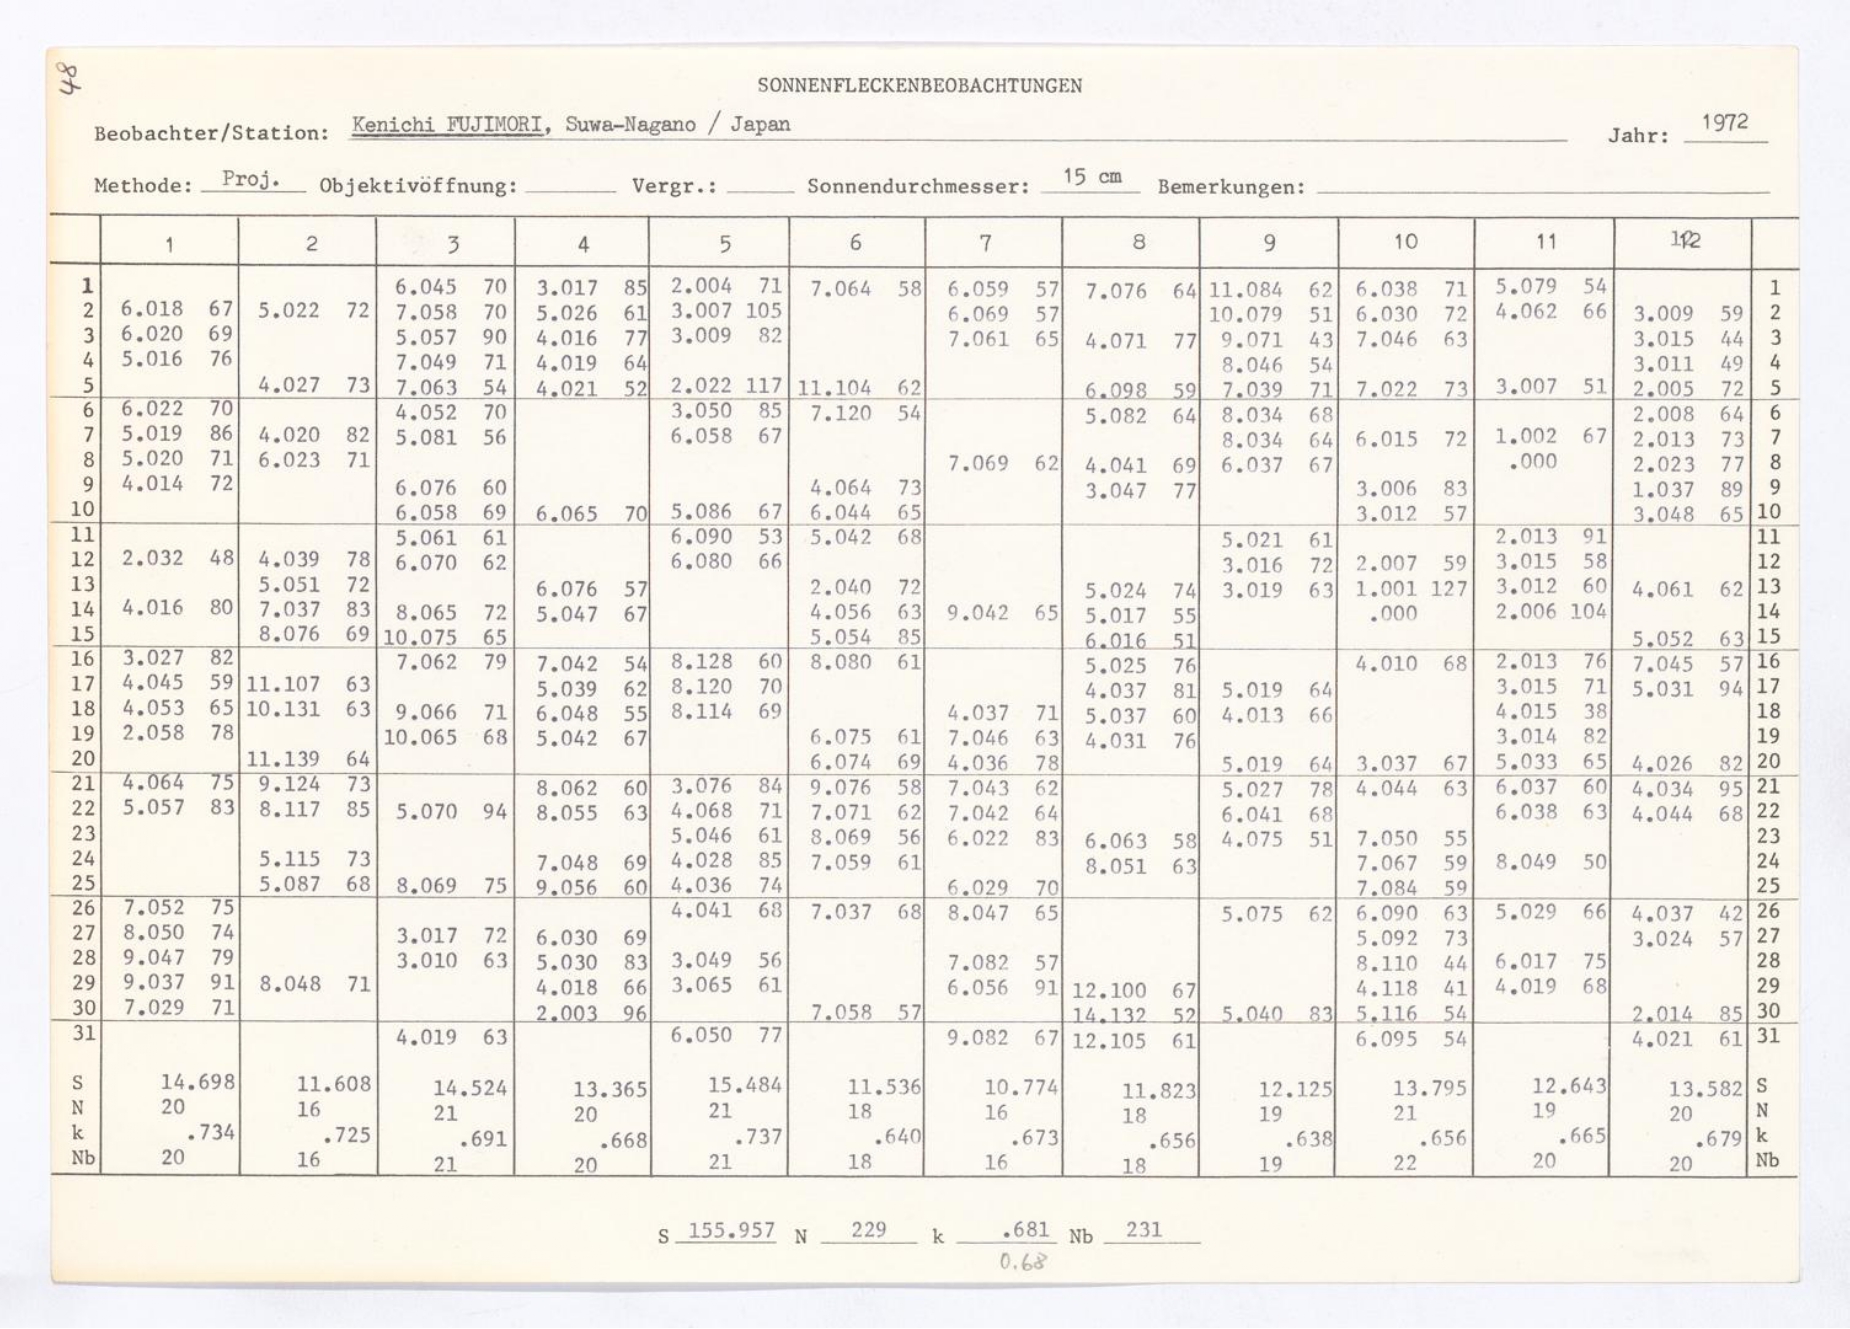 48
SONNENFLECKENBEOBACHTUNGEN
Beobachter/Station: Kenichi FUJIMORI, Suwa-Nagano / Japan Jahr: 1972
Methode: Proj. Objektivöffnung: Vergr.: Sonnendurchmesser: 15 cm Bemerkungen:
1 2 3 4 5 6 7 8 9 10 11 12
1 6.045 70 3.017 85 2.004 71 7.064 58 6.059 57 7.076 64 11.084 62 6.038 71 5.079 54 1
2 6.018 67 5.022 72 7.058 70 5.026 61 3.007 105 6.069 57 10.079 51 6.030 72 4.062 66 3.009 59 2
3 6.020 69 5.057 90 4.016 77 3.009 82 7.061 65 4.071 77 9.071 43 7.046 63 3.015 44 3
4 5.016 76 7.049 71 4.019 64 8.046 54 3.011 49 4
5 4.027 73 7.063 54 4.021 52 2.022 117 11.104 62 6.098 59 7.039 71 7.022 73 3.007 51 2.005 72 5
6 6.022 70 4.052 70 3.050 85 7.120 54 5.082 64 8.034 68 2.008 64 6
7 5.019 86 4.020 82 5.081 56 6.058 67 8.034 64 6.015 72 1.002 67 2.013 73 7
8 5.020 71 6.023 71 7.069 62 4.041 69 6.037 67 .000 2.023 77 8
9 4.014 72 6.076 60 4.064 73 3.047 77 3.006 83 1.037 89 9
10 6.058 69 6.065 70 5.086 67 6.044 65 3.012 57 3.048 65 10
11 5.061 61 6.090 53 5.042 68 5.021 61 2.013 91 11
12 2.032 48 4.039 78 6.070 62 6.080 66 3.016 72 2.007 59 3.015 58 12
13 5.051 72 6.076 57 2.040 72 5.024 74 3.019 63 1.001 127 3.012 60 4.061 62 13
14 4.016 80 7.037 83 8.065 72 5.047 67 4.056 63 9.042 65 5.017 55 .000 2.006 104 14
15 8.076 69 10.075 65 5.054 85 6.016 51 5.052 63 15
16 3.027 82 7.062 79 7.042 54 8.128 60 8.080 61 5.025 76 4.010 68 2.013 76 7.045 57 16
17 4.045 59 11.107 63 5.039 62 8.120 70 4.037 81 5.019 64 3.015 71 5.031 94 17
18 4.053 65 10.131 63 9.066 71 6.048 55 8.114 69 4.037 71 5.037 60 4.013 66 4.015 38 18
19 2.058 78 10.065 68 5.042 67 6.075 61 7.046 63 4.031 76 3.014 82 19
20 11.139 64 6.074 69 4.036 78 5.019 64 3.037 67 5.033 65 4.026 82 20
21 4.064 75 9.124 73 8.062 60 3.076 84 9.076 58 7.043 62 5.027 78 4.044 63 6.037 60 4.034 95 21
22 5.057 83 8.117 85 5.070 94 8.055 63 4.068 71 7.071 62 7.042 64 6.041 68 6.038 63 4.044 68 22
23 5.046 61 8.069 56 6.022 83 6.063 58 4.075 51 7.050 55 23
24 5.115 73 7.048 69 4.028 85 7.059 61 8.051 63 7.067 59 8.049 50 24
25 5.087 68 8.069 75 9.056 60 4.036 74 6.029 70 7.084 59 25
26 7.052 75 4.041 68 7.037 68 8.047 65 5.075 62 6.090 63 5.029 66 4.037 42 26
27 8.050 74 3.017 72 6.030 69 5.092 73 3.024 57 27
28 9.047 79 3.010 63 5.030 83 3.049 56 7.082 57 8.110 44 6.017 75 28
29 9.037 91 8.048 71 4.018 66 3.065 61 6.056 91 12.100 67 4.118 41 4.019 68 29
30 7.029 71 2.003 96 7.058 57 14.132 52 5.040 83 5.116 54 2.014 85 30
31 4.019 63 6.050 77 9.082 67 12.105 61 6.095 54 4.021 61 31
S 14.698 11.608 14.524 13.365 15.484 11.536 10.774 11.823 12.125 13.795 12.643 13.582 S
N 20 16 21 20 21 18 16 18 19 21 19 20 N
k .734 .725 .691 .668 .737 .640 .673 .656 .638 .656 .665 .679 k
Nb 20 16 21 20 21 18 16 18 19 22 20 20 Nb
S 155.957 N 229 k .681 Nb 231
0.68